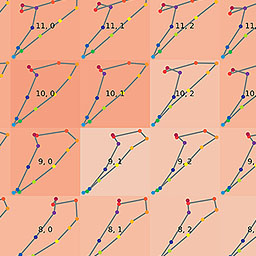 11, 0 11, 1 11, 2
10, 0 10, 1 10, 2
9, 0 9, 1 9, 2
8, 0 8, 1 8, 2